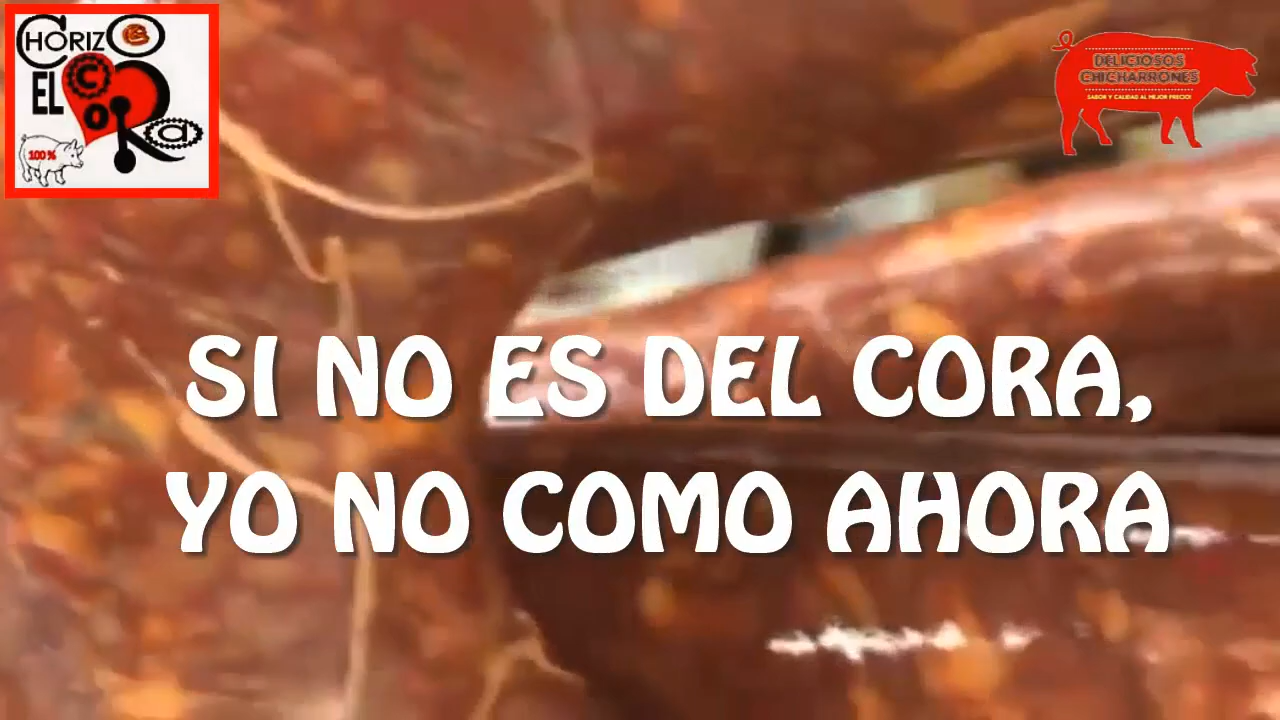 CHORIZO
EL CORA
100%
DELICIOSOS
CHICHARRONES
SABOR Y CALIDAD AL MEJOR PRECIO!
SI NO ES DEL CORA,
YO NO COMO AHORA